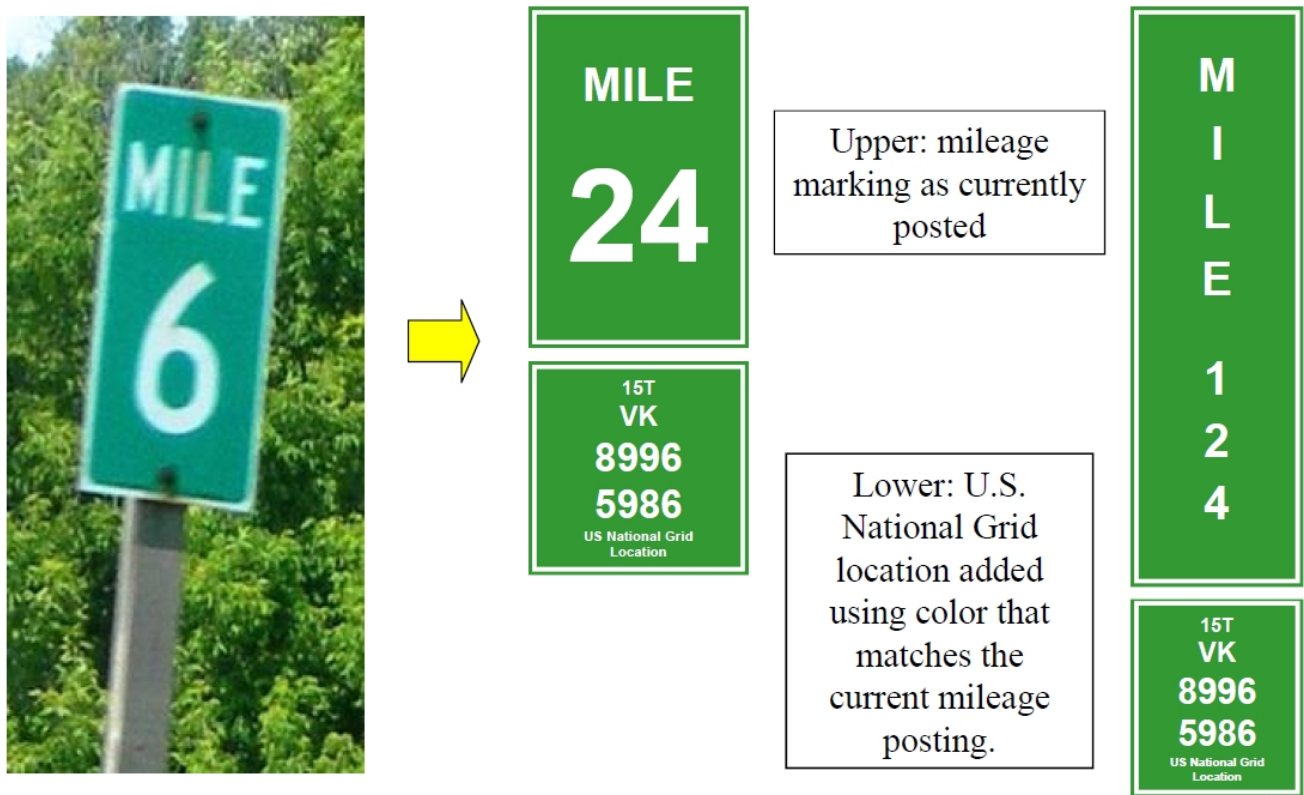 MILE
6
MILE
24
15T
VK
8996
5986
US National Grid
Location
Upper: mileage
marking as currently
posted
Lower: U.S.
National Grid
location added
using color that
matches the
current mileage
posting.
M
I
L
E
1
2
4
15T
VK
8996
5986
US National Grid
Location